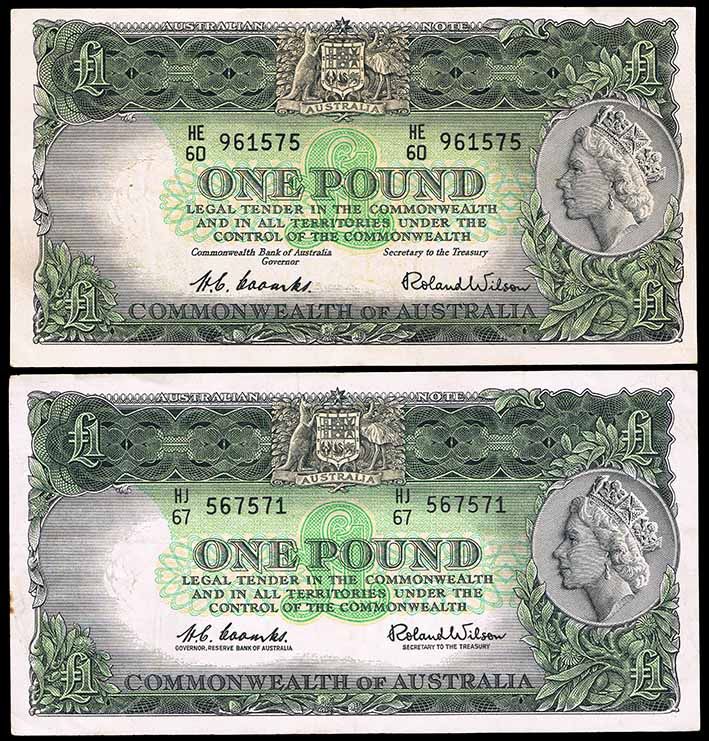 AUSTRALIAN NOTE
£1 £1
AUSTRALIA
HE 60 961575 HE 60 961575
ONE POUND
LEGAL TENDER IN THE COMMONWEALTH
AND IN ALL TERRITORIES UNDER THE
CONTROL OF THE COMMONWEALTH
Commonwealth Bank of Australia Secretary to the Treasury
Governor
H.C. Coombs. Roland Wilson
£1 £1
COMMONWEALTH OF AUSTRALIA
AUSTRALIAN NOTE
£1 £1
AUSTRALIA
HJ 67 567571 HJ 67 567571
ONE POUND
LEGAL TENDER IN THE COMMONWEALTH
AND IN ALL TERRITORIES UNDER THE
CONTROL OF THE COMMONWEALTH
H.C. Coombs. Roland Wilson
GOVERNOR, RESERVE BANK OF AUSTRALIA SECRETARY TO THE TREASURY
£1 £1
COMMONWEALTH OF AUSTRALIA